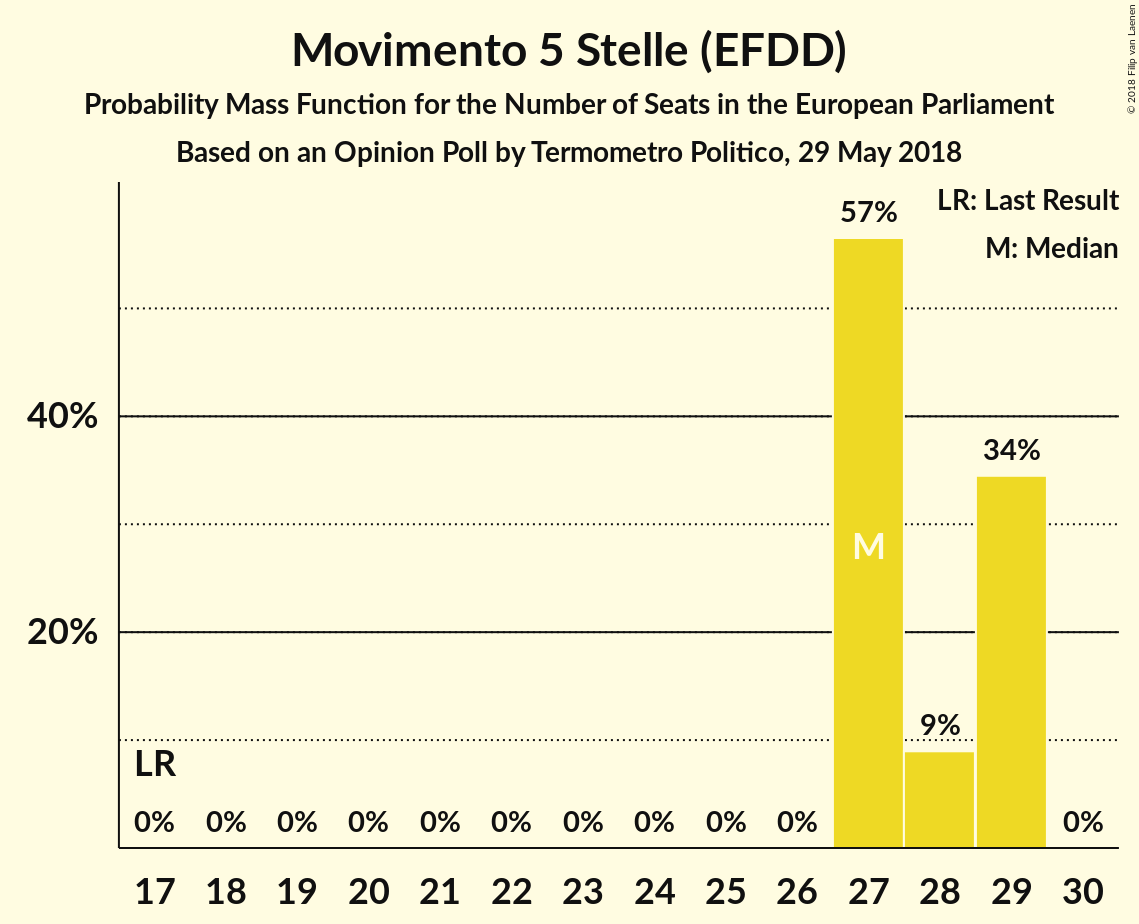 Movimento 5 Stelle (EFDD)
Probability Mass Function for the Number of Seats in the European Parliament
Based on an Opinion Poll by Termometro Politico, 29 May 2018
© 2018 Filip van Laenen
LR: Last Result
M: Median
57%
40%
34%
M
20%
9%
LR
0% 0% 0% 0% 0% 0% 0% 0% 0% 0% 0%
17 18 19 20 21 22 23 24 25 26 27 28 29 30